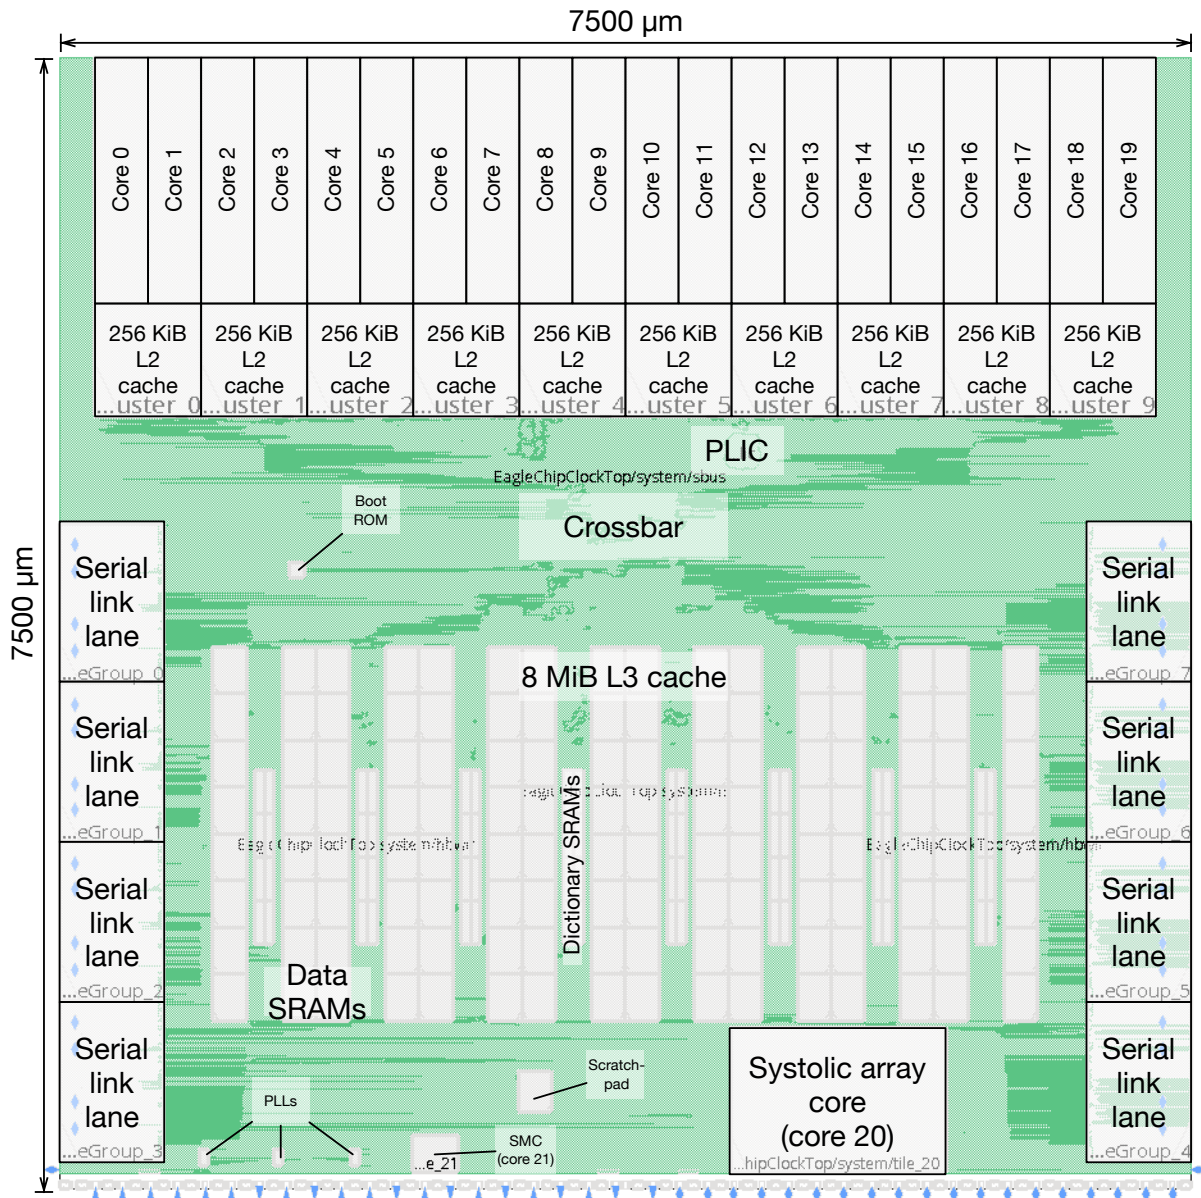 7500 µm
7500 µm
Core 0
Core 1
Core 2
Core 3
Core 4
Core 5
Core 6
Core 7
Core 8
Core 9
Core 10
Core 11
Core 12
Core 13
Core 14
Core 15
Core 16
Core 17
Core 18
Core 19
256 KiB
L2
cache
...uster_0
256 KiB
L2
cache
...uster_1
256 KiB
L2
cache
...uster_2
256 KiB
L2
cache
...uster_3
256 KiB
L2
cache
...uster_4
256 KiB
L2
cache
...uster_5
256 KiB
L2
cache
...uster_6
256 KiB
L2
cache
...uster_7
256 KiB
L2
cache
...uster_8
256 KiB
L2
cache
...uster_9
PLIC
EagleChipClockTop/system/sbus
Crossbar
Boot
ROM
Serial
link
lane
...eGroup_0
Serial
link
lane
...eGroup_1
Serial
link
lane
...eGroup_2
Serial
link
lane
...eGroup_3
Serial
link
lane
...eGroup_7
Serial
link
lane
...eGroup_6
Serial
link
lane
...eGroup_5
Serial
link
lane
...eGroup_4
8 MiB L3 cache
Dictionary SRAMs
Data
SRAMs
Scratch-
pad
PLLs
SMC
(core 21)
...e_21
Systolic array
core
(core 20)
...hipClockTop/system/tile_20